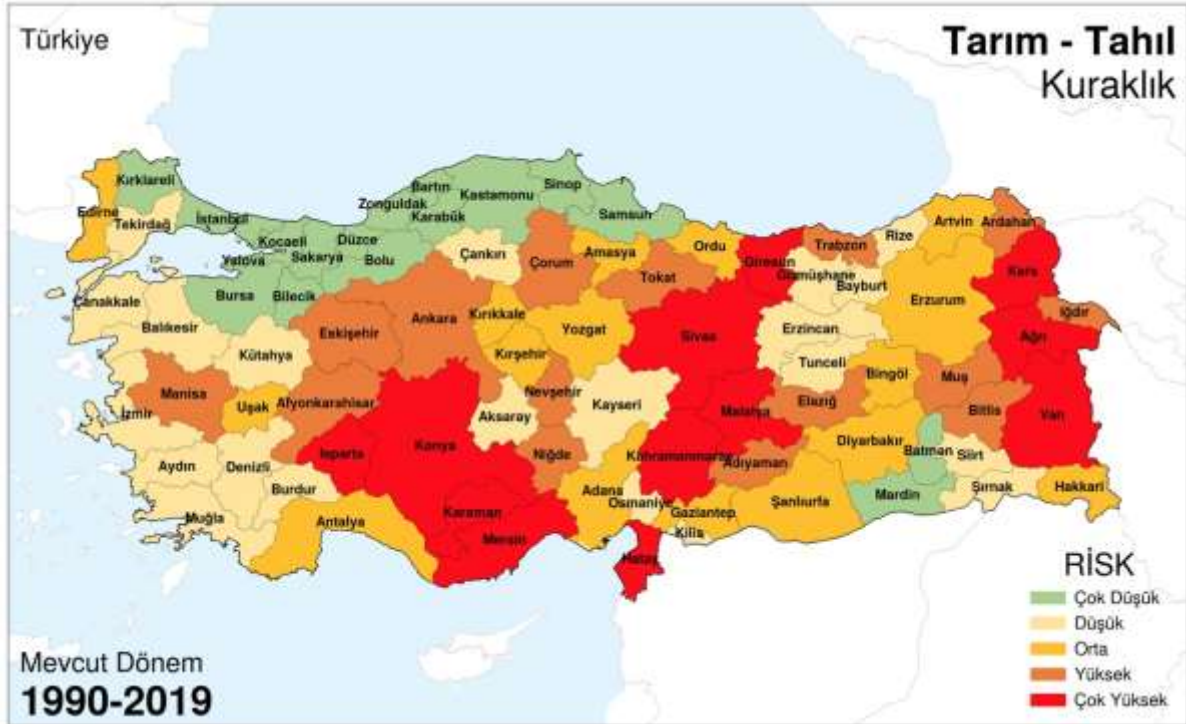 Türkiye
Tarım - Tahıl
Kuraklık
Kırklareli
Edirne
Tekirdağ
İstanbul
Kocaeli
Yalova
Sakarya
Düzce
Bolu
Zonguldak
Bartın
Karabük
Kastamonu
Sinop
Samsun
Çankırı
Çorum
Amasya
Tokat
Ordu
Giresun
Gümüşhane
Trabzon
Bayburt
Rize
Artvin
Ardahan
Kars
Iğdır
Ağrı
Erzurum
Çanakkale
Balıkesir
Bursa
Bilecik
Kütahya
Eskişehir
Ankara
Kırıkkale
Kırşehir
Yozgat
Sivas
Erzincan
Tunceli
Bingöl
Muş
Bitlis
Van
Manisa
İzmir
Uşak
Afyonkarahisar
Aksaray
Nevşehir
Kayseri
Malatya
Elazığ
Diyarbakır
Batman
Siirt
Şırnak
Hakkari
Aydın
Denizli
Burdur
Isparta
Konya
Niğde
Kahramanmaraş
Adıyaman
Şanlıurfa
Mardin
Muğla
Antalya
Karaman
Mersin
Adana
Osmaniye
Gaziantep
Kilis
Hatay
RİSK
Çok Düşük
Düşük
Orta
Yüksek
Çok Yüksek
Mevcut Dönem
1990-2019